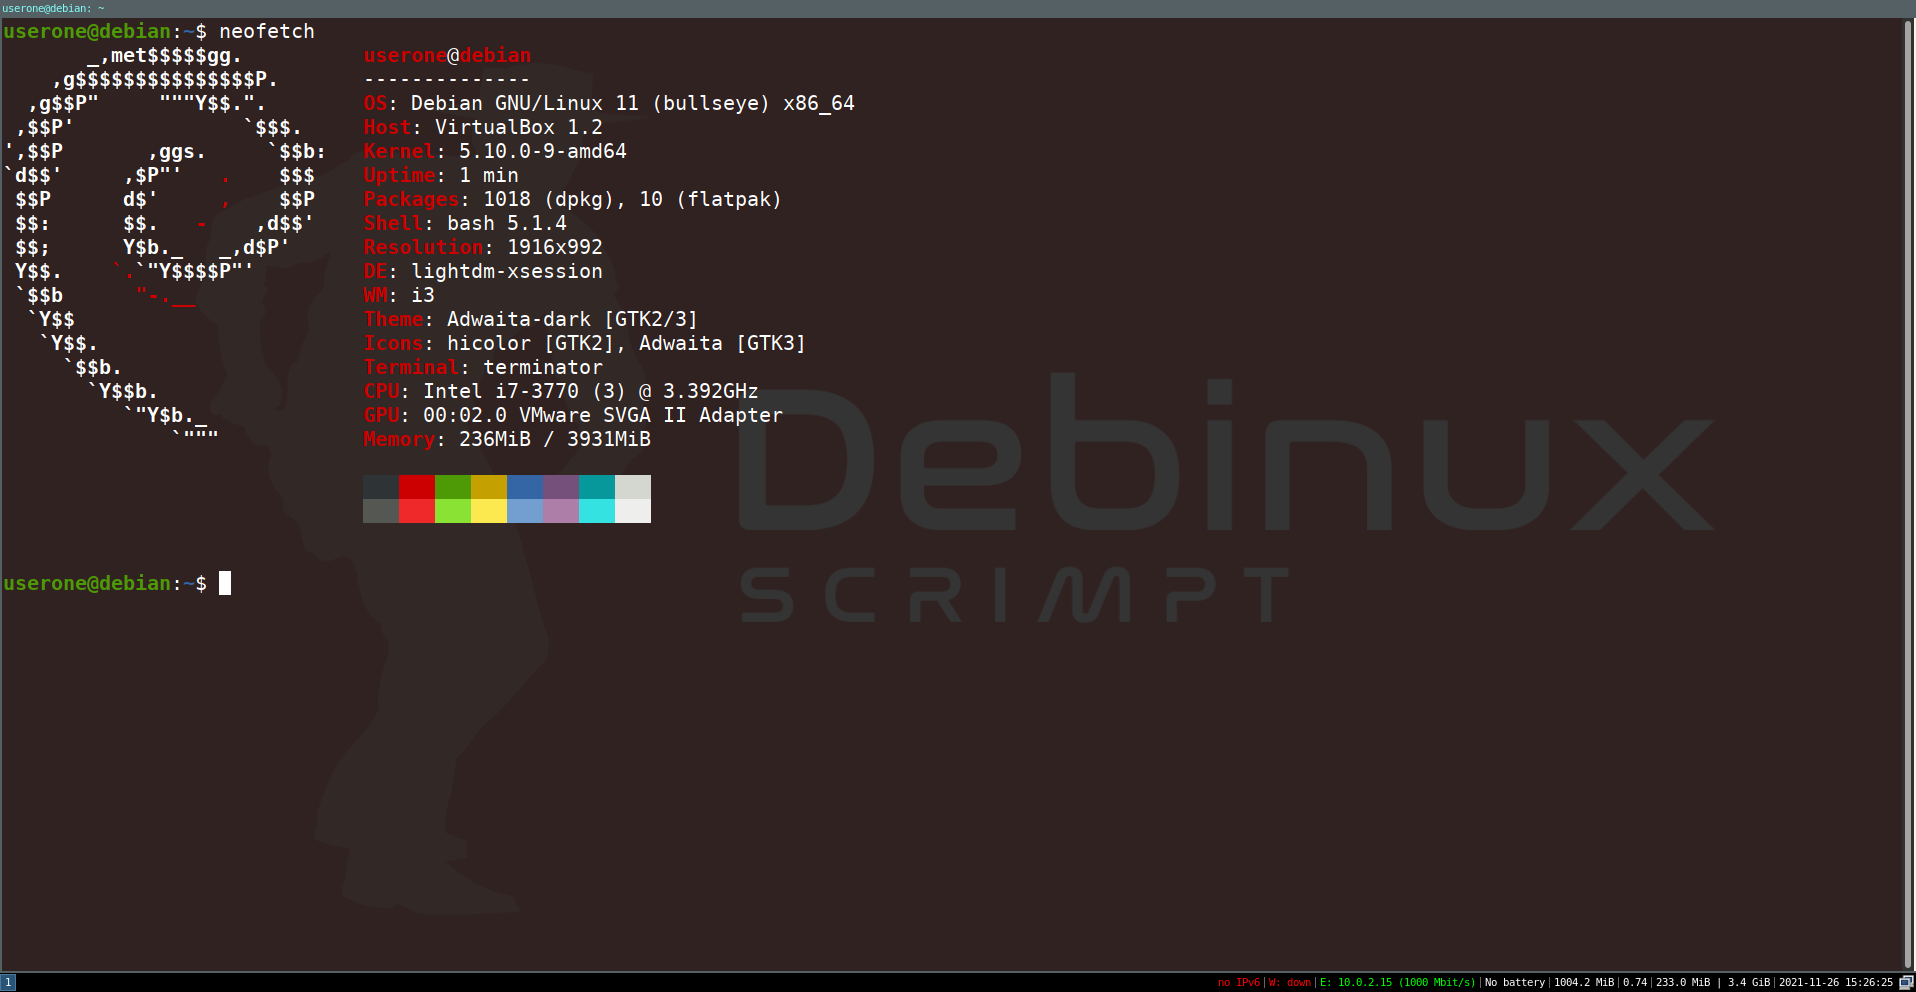 userone@debian: ~
userone@debian:~$ neofetch
       _,met$$$$$gg.          userone@debian
    ,g$$$$$$$$$$$$$$$P.       --------------
  ,g$$P"     """Y$$.".        OS: Debian GNU/Linux 11 (bullseye) x86_64
 ,$$P'              `$$$.     Host: VirtualBox 1.2
',$$P       ,ggs.     `$$b:   Kernel: 5.10.0-9-amd64
`d$$'     ,$P"'   .    $$$    Uptime: 1 min
 $$P      d$'     ,    $$P    Packages: 1018 (dpkg), 10 (flatpak)
 $$:      $$.   -    ,d$$'    Shell: bash 5.1.4
 $$;      Y$b._   _,d$P'      Resolution: 1916x992
 Y$$.    `.`"Y$$$$P"'         DE: lightdm-xsession
 `$$b      "-.__              WM: i3
  `Y$$                        Theme: Adwaita-dark [GTK2/3]
   `Y$$.                      Icons: hicolor [GTK2], Adwaita [GTK3]
     `$$b.                    Terminal: terminator
       `Y$$b.                 CPU: Intel i7-3770 (3) @ 3.392GHz
          `"Y$b._             GPU: 00:02.0 VMware SVGA II Adapter
              `"""            Memory: 236MiB / 3931MiB
Debinux
SCRIMPT
userone@debian:~$
1 no IPv6|W: down|E: 10.0.2.15 (1000 Mbit/s)|No battery|1004.2 MiB|0.74|233.0 MiB | 3.4 GiB|2021-11-26 15:26:25